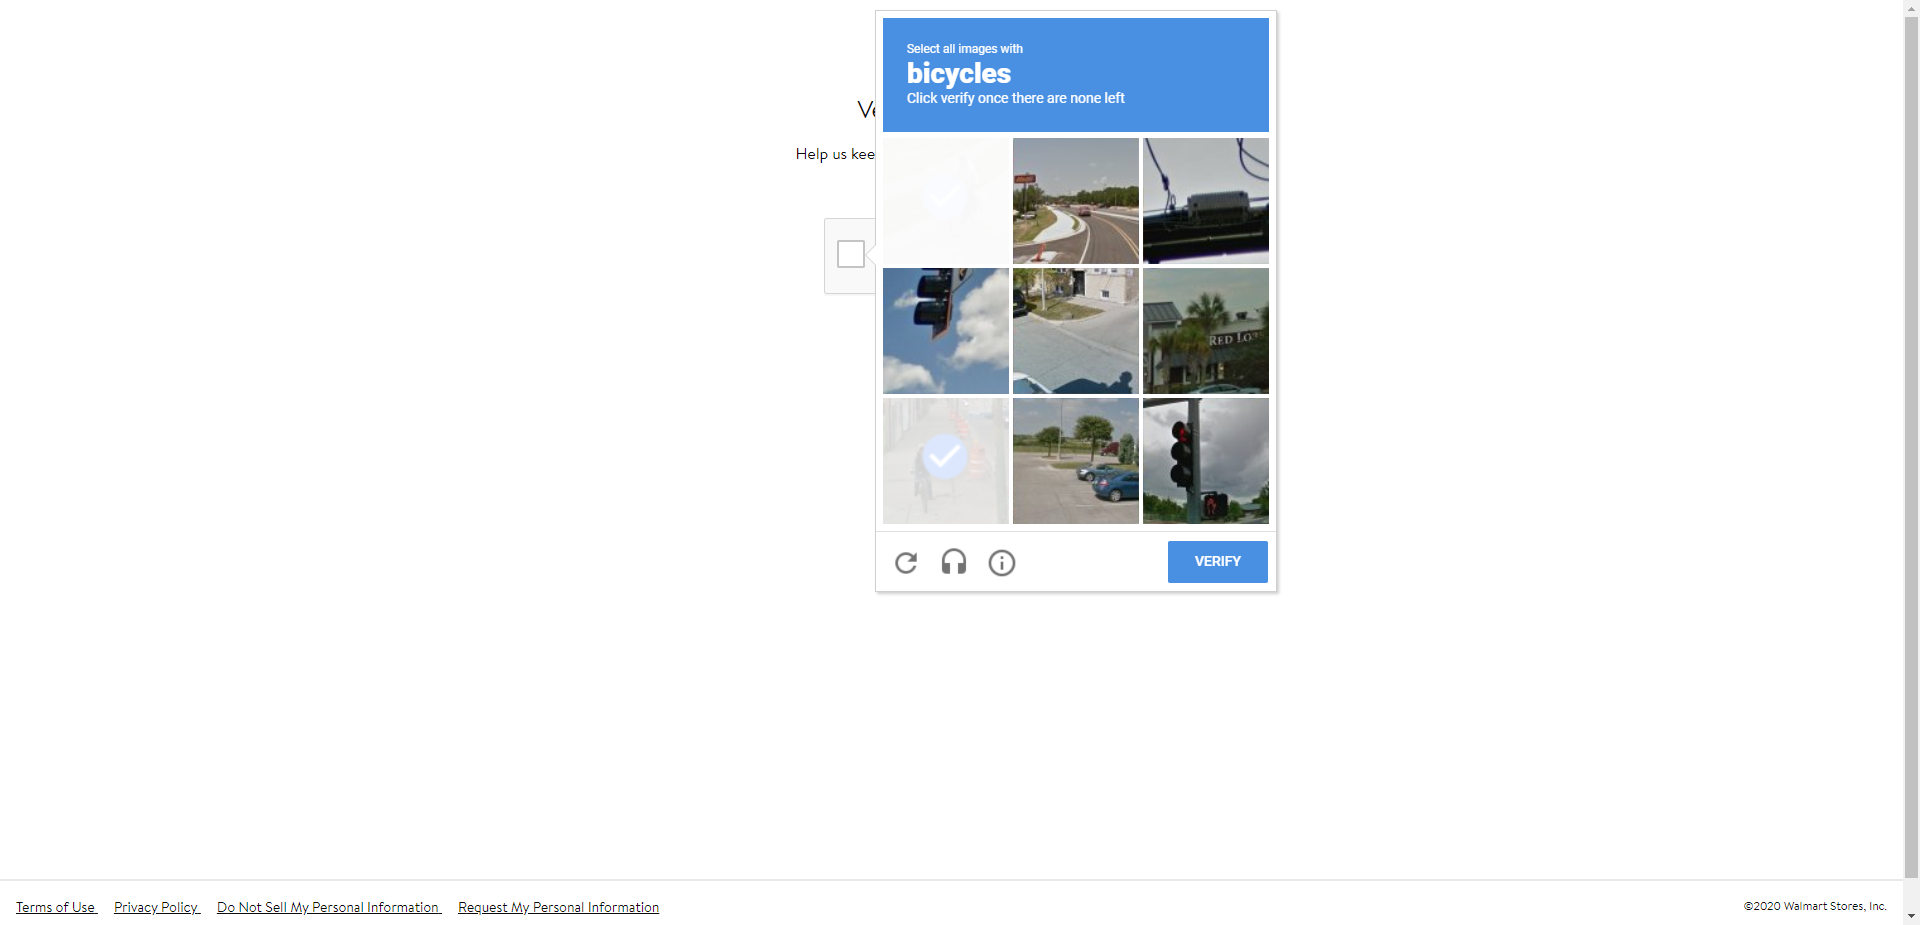 Select all images with
bicycles
Click verify once there are none left
Help us kee
RED LO
VERIFY
Terms of Use
Privacy Policy
Do Not Sell My Personal Information
Request My Personal Information
©2020 Walmart Stores, Inc.